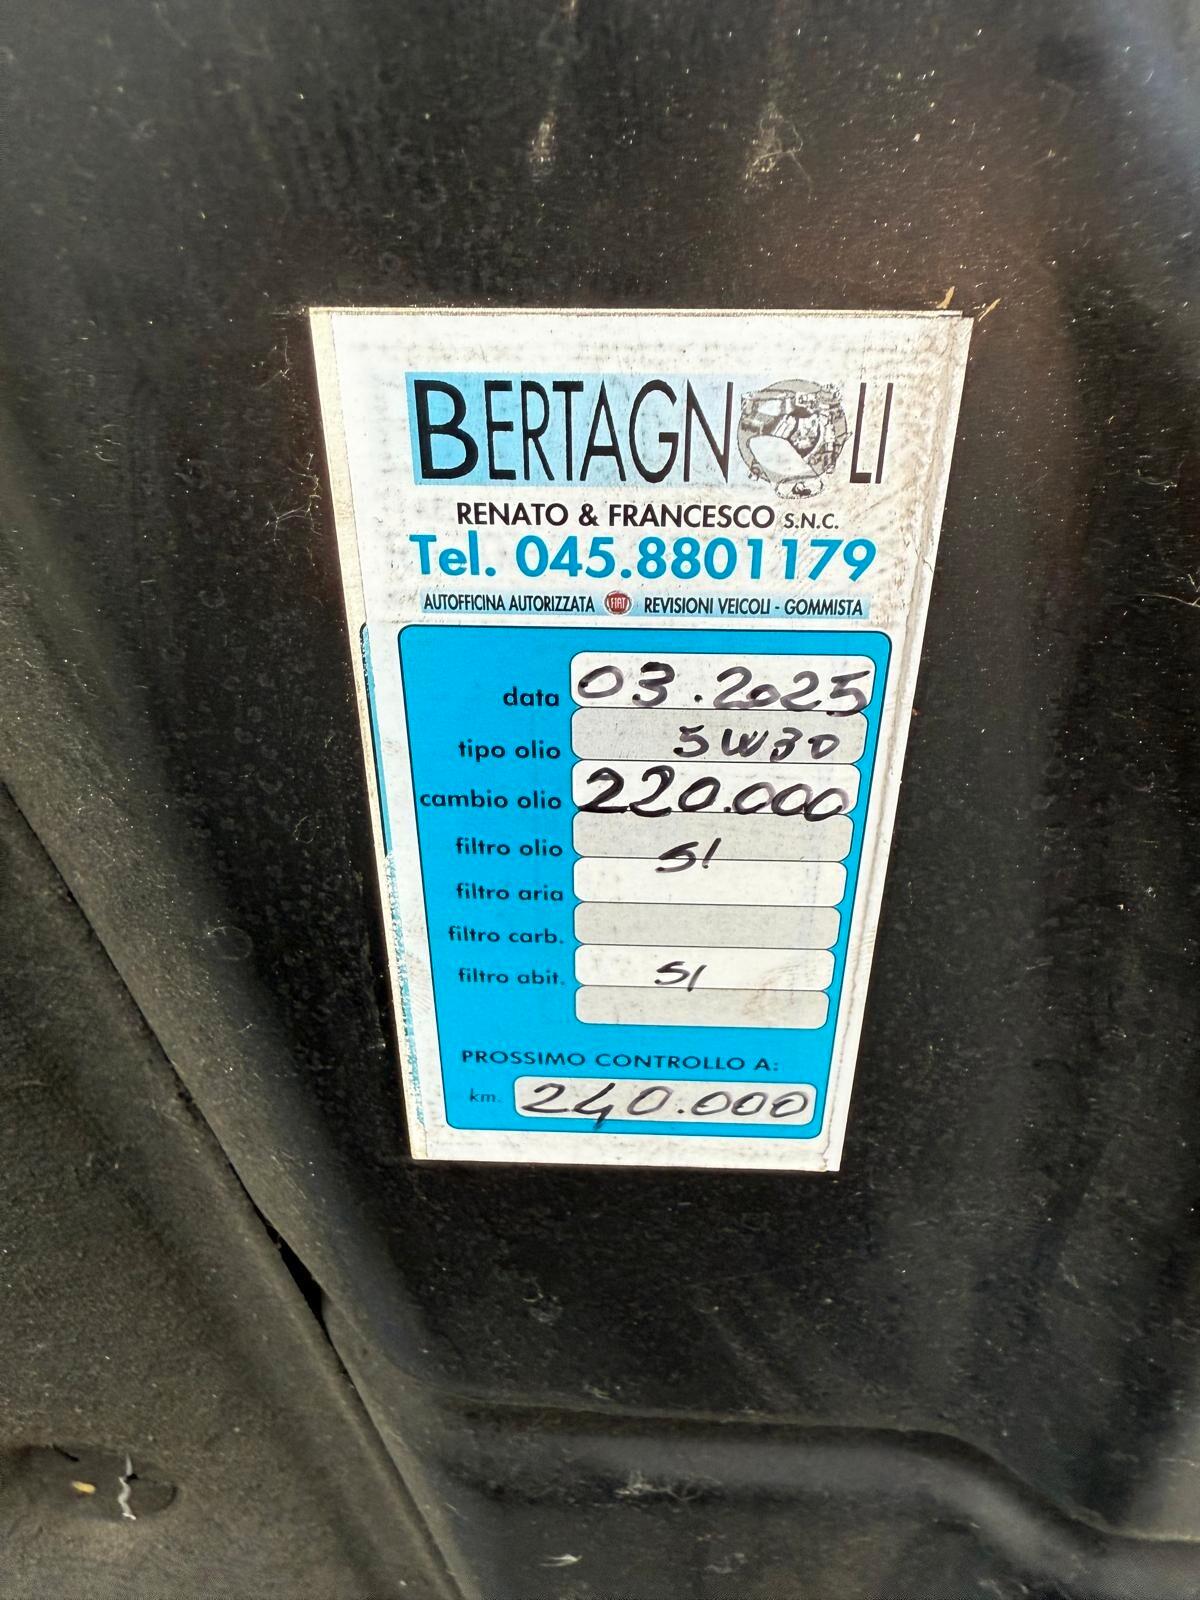 BERTAGNOLI
RENATO & FRANCESCO S.N.C.
Tel. 045.8801179
AUTOFFICINA AUTORIZZATA FIAT REVISIONI VEICOLI - GOMMISTA
data 03.2025
tipo olio 5W30
cambio olio 220.000
filtro olio SI
filtro aria
filtro carb.
filtro abit. SI
PROSSIMO CONTROLLO A:
km. 240.000